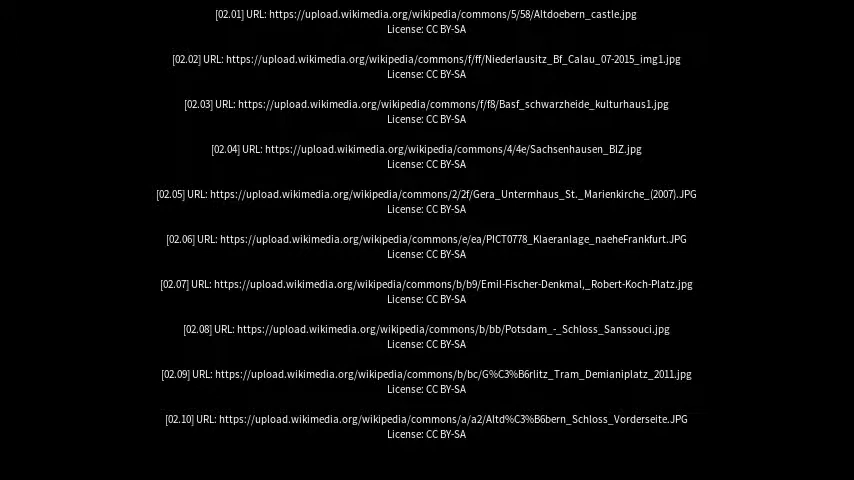 [02.01] URL: https://upload.wikimedia.org/wikipedia/commons/5/58/Altdoebern_castle.jpg
License: CC BY-SA
[02.02] URL: https://upload.wikimedia.org/wikipedia/commons/f/ff/Niederlausitz_Bf_Calau_07-2015_img1.jpg
License: CC BY-SA
[02.03] URL: https://upload.wikimedia.org/wikipedia/commons/f/f8/Basf_schwarzheide_kulturhaus1.jpg
License: CC BY-SA
[02.04] URL: https://upload.wikimedia.org/wikipedia/commons/4/4e/Sachsenhausen_BIZ.jpg
License: CC BY-SA
[02.05] URL: https://upload.wikimedia.org/wikipedia/commons/2/2f/Gera_Untermhaus_St._Marienkirche_(2007).JPG
License: CC BY-SA
[02.06] URL: https://upload.wikimedia.org/wikipedia/commons/e/ea/PICT0778_Klaeranlage_naeheFrankfurt.JPG
License: CC BY-SA
[02.07] URL: https://upload.wikimedia.org/wikipedia/commons/b/b9/Emil-Fischer-Denkmal,_Robert-Koch-Platz.jpg
License: CC BY-SA
[02.08] URL: https://upload.wikimedia.org/wikipedia/commons/b/bb/Potsdam_-_Schloss_Sanssouci.jpg
License: CC BY-SA
[02.09] URL: https://upload.wikimedia.org/wikipedia/commons/b/bc/G%C3%B6rlitz_Tram_Demianiplatz_2011.jpg
License: CC BY-SA
[02.10] URL: https://upload.wikimedia.org/wikipedia/commons/a/a2/Altd%C3%B6bern_Schloss_Vorderseite.JPG
License: CC BY-SA